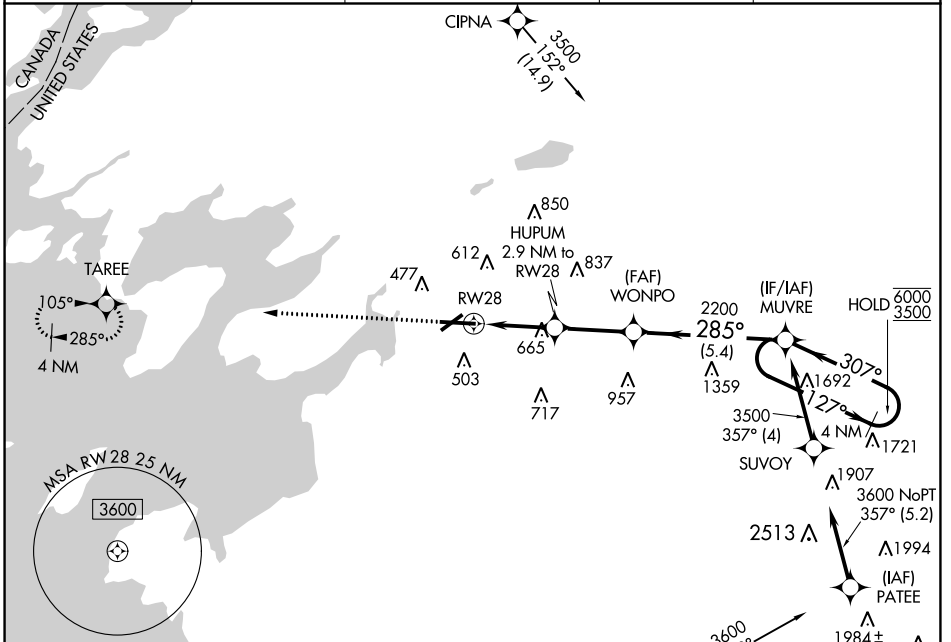 CIPNA
3500
152°
(14.9)
CANADA
UNITED STATES
850
HUPUM
2.9 NM to
RW28
612
837
477
TAREE
RW28
(FAF)
WONPO
(IF/IAF)
MUVRE
HOLD
6000
3500
2200
285°
(5.4)
105°
285°
4 NM
665
503
717
957
1359
307°
1692
127°
4 NM
1721
3500
357° (4)
SUVOY
1907
3600 NoPT
357° (5.2)
2513
1994
(IAF)
PATEE
1984±
3600
MSA RW28 25 NM
3600